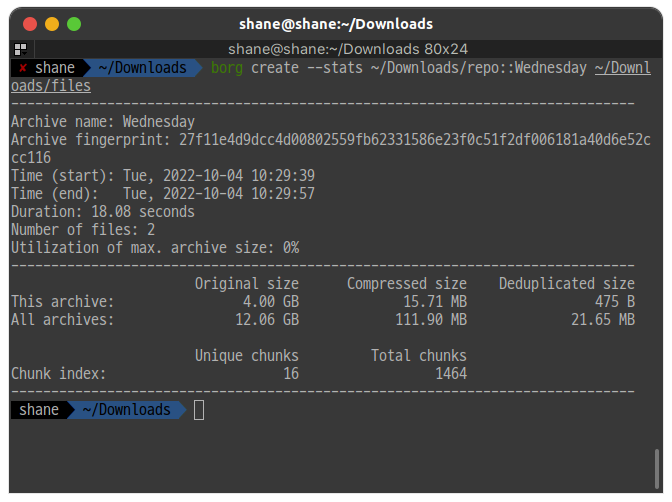 shane@shane:~/Downloads
shane@shane:~/Downloads 80x24
✘ shane ~/Downloads borg create --stats ~/Downloads/repo::Wednesday ~/Downl
oads/files
------------------------------------------------------------------------------
Archive name: Wednesday
Archive fingerprint: 27f11e4d9dcc4d00802559fb62331586e23f0c51f2df006181a40d6e52c
cc116
Time (start): Tue, 2022-10-04 10:29:39
Time (end):   Tue, 2022-10-04 10:29:57
Duration: 18.08 seconds
Number of files: 2
Utilization of max. archive size: 0%
------------------------------------------------------------------------------
                       Original size      Compressed size    Deduplicated size
This archive:                4.00 GB             15.71 MB                475 B
All archives:               12.06 GB            111.90 MB             21.65 MB
                       Unique chunks         Total chunks
Chunk index:                      16                 1464
------------------------------------------------------------------------------
shane ~/Downloads